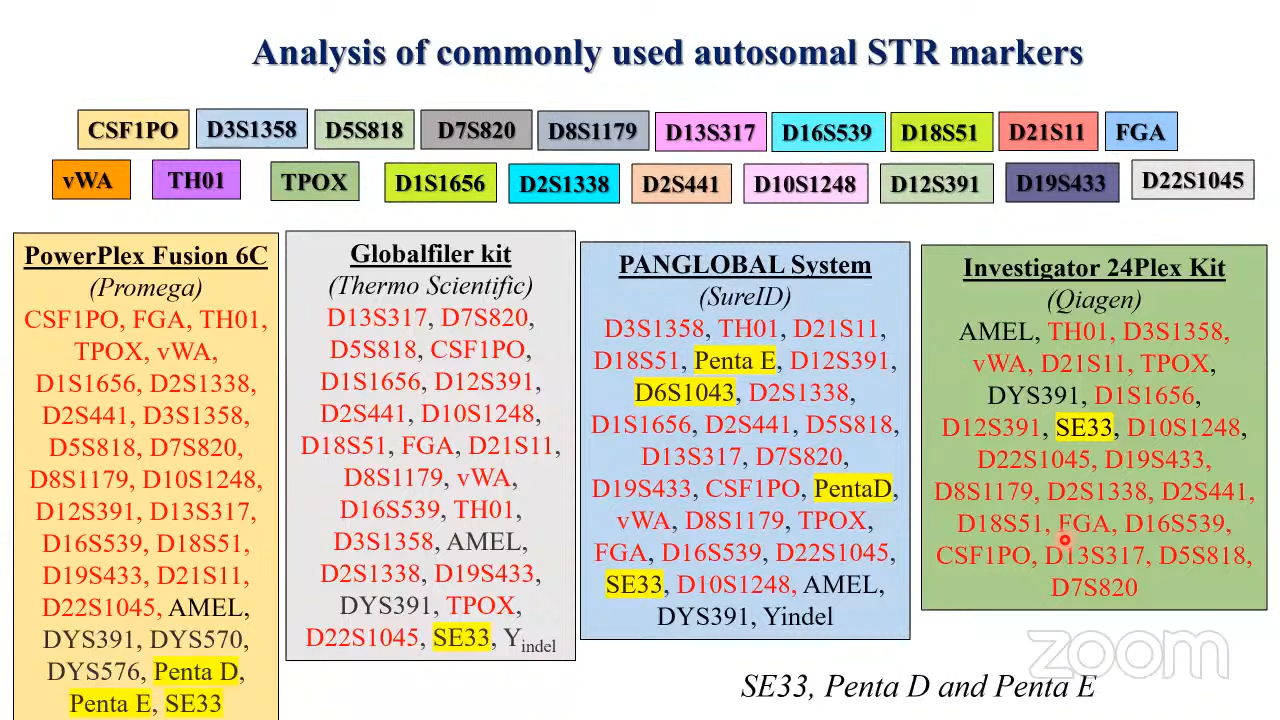 Analysis of commonly used autosomal STR markers
CSF1PO D3S1358 D5S818 D7S820 D8S1179 D13S317 D16S539 D18S51 D21S11 FGA
vWA TH01 TPOX D1S1656 D2S1338 D2S441 D10S1248 D12S391 D19S433 D22S1045
PowerPlex Fusion 6C
(Promega)
CSF1PO, FGA, TH01,
TPOX, vWA,
D1S1656, D2S1338,
D2S441, D3S1358,
D5S818, D7S820,
D8S1179, D10S1248,
D12S391, D13S317,
D16S539, D18S51,
D19S433, D21S11,
D22S1045, AMEL,
DYS391, DYS570,
DYS576, Penta D,
Penta E, SE33
Globalfiler kit
(Thermo Scientific)
D13S317, D7S820,
D5S818, CSF1PO,
D1S1656, D12S391,
D2S441, D10S1248,
D18S51, FGA, D21S11,
D8S1179, vWA,
D16S539, TH01,
D3S1358, AMEL,
D2S1338, D19S433,
DYS391, TPOX,
D22S1045, SE33, Yindel
PANGLOBAL System
(SureID)
D3S1358, TH01, D21S11,
D18S51, Penta E, D12S391,
D6S1043, D2S1338,
D1S1656, D2S441, D5S818,
D13S317, D7S820,
D19S433, CSF1PO, PentaD,
vWA, D8S1179, TPOX,
FGA, D16S539, D22S1045,
SE33, D10S1248, AMEL,
DYS391, Yindel
Investigator 24Plex Kit
(Qiagen)
AMEL, TH01, D3S1358,
vWA, D21S11, TPOX,
DYS391, D1S1656,
D12S391, SE33, D10S1248,
D22S1045, D19S433,
D8S1179, D2S1338, D2S441,
D18S51, FGA, D16S539,
CSF1PO, D13S317, D5S818,
D7S820
zoom
SE33, Penta D and Penta E